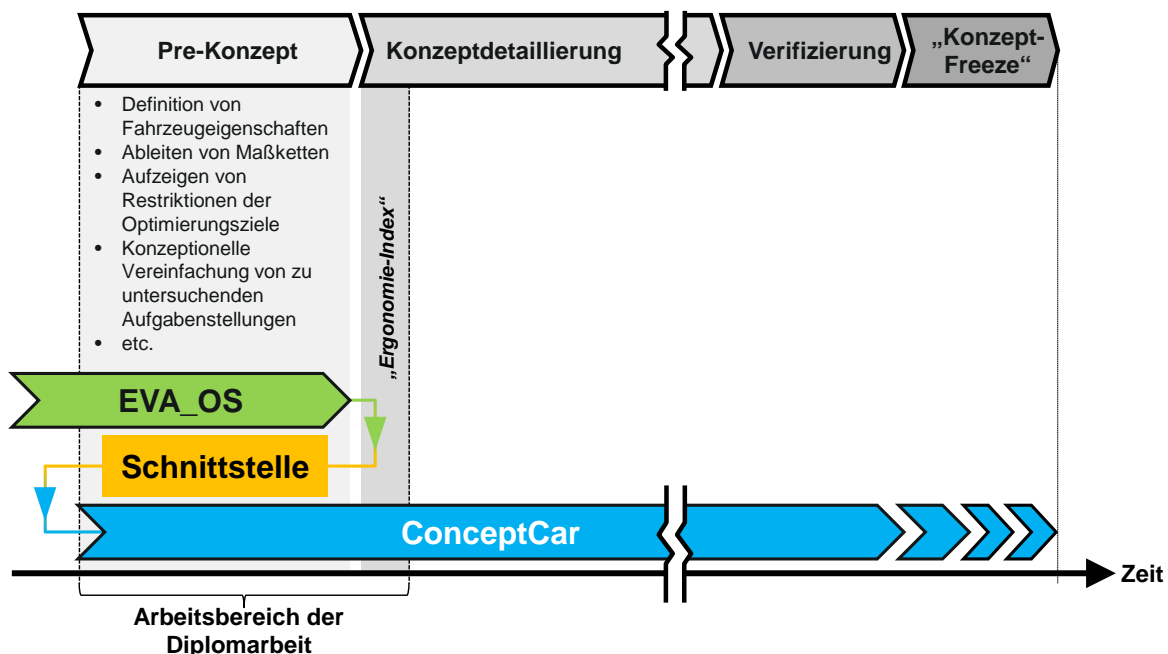 Pre-Konzept
Konzeptdetaillierung
Verifizierung
„Konzept-
Freeze“
• Definition von
Fahrzeugeigenschaften
• Ableiten von Maßketten
• Aufzeigen von
Restriktionen der
Optimierungsziele
• Konzeptionelle
Vereinfachung von zu
untersuchenden
Aufgabenstellungen
• etc.
„Ergonomie-Index“
EVA_OS
Schnittstelle
ConceptCar
Zeit
Arbeitsbereich der
Diplomarbeit